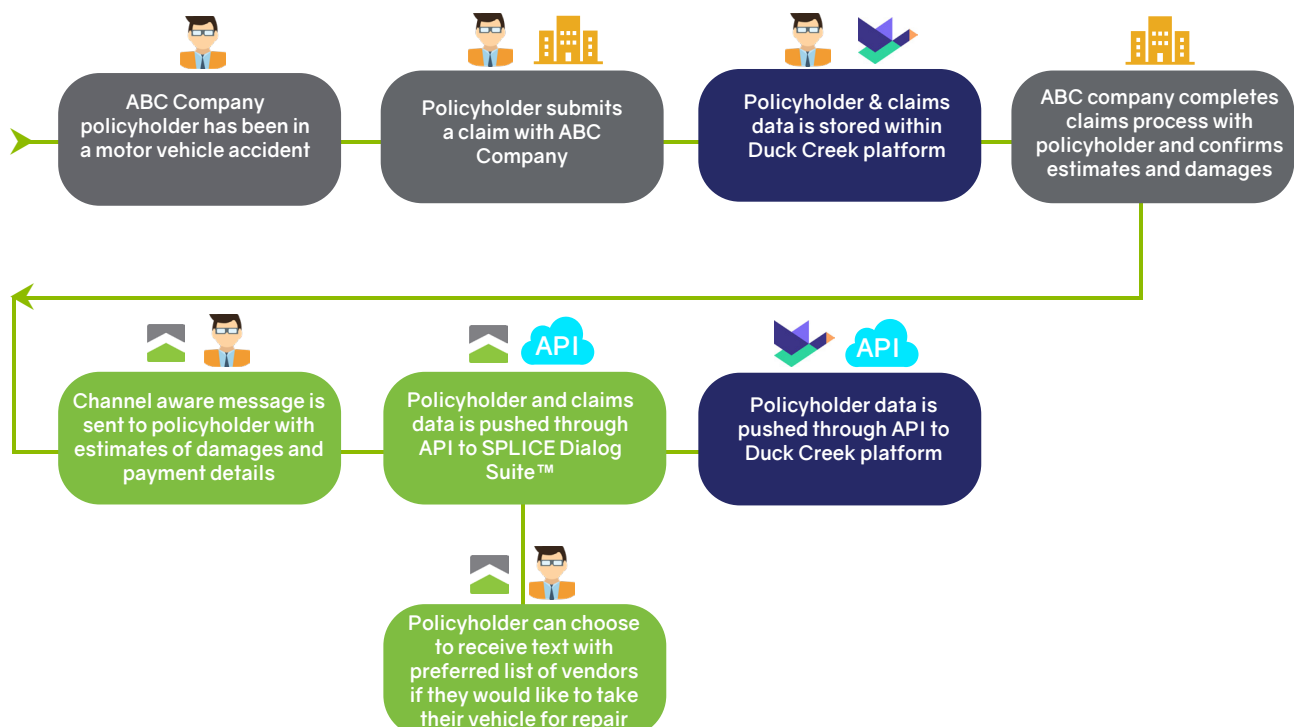 ABC Company
policyholder has been in
a motor vehicle accident
Policyholder submits
a claim with ABC
Company
Policyholder & claims
data is stored within
Duck Creek platform
ABC company completes
claims process with
policyholder and confirms
estimates and damages
Channel aware message is
sent to policyholder with
estimates of damages and
payment details
API
Policyholder and claims
data is pushed through
API to SPLICE Dialog
Suite™
API
Policyholder data is
pushed through API to
Duck Creek platform
Policyholder can choose
to receive text with
preferred list of vendors
if they would like to take
their vehicle for repair